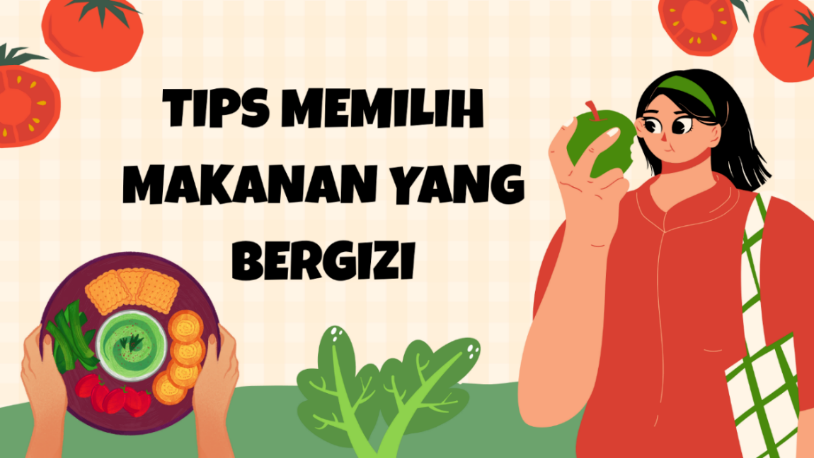 TIPS MEMILIH
MAKANAN YANG
BERGIZI